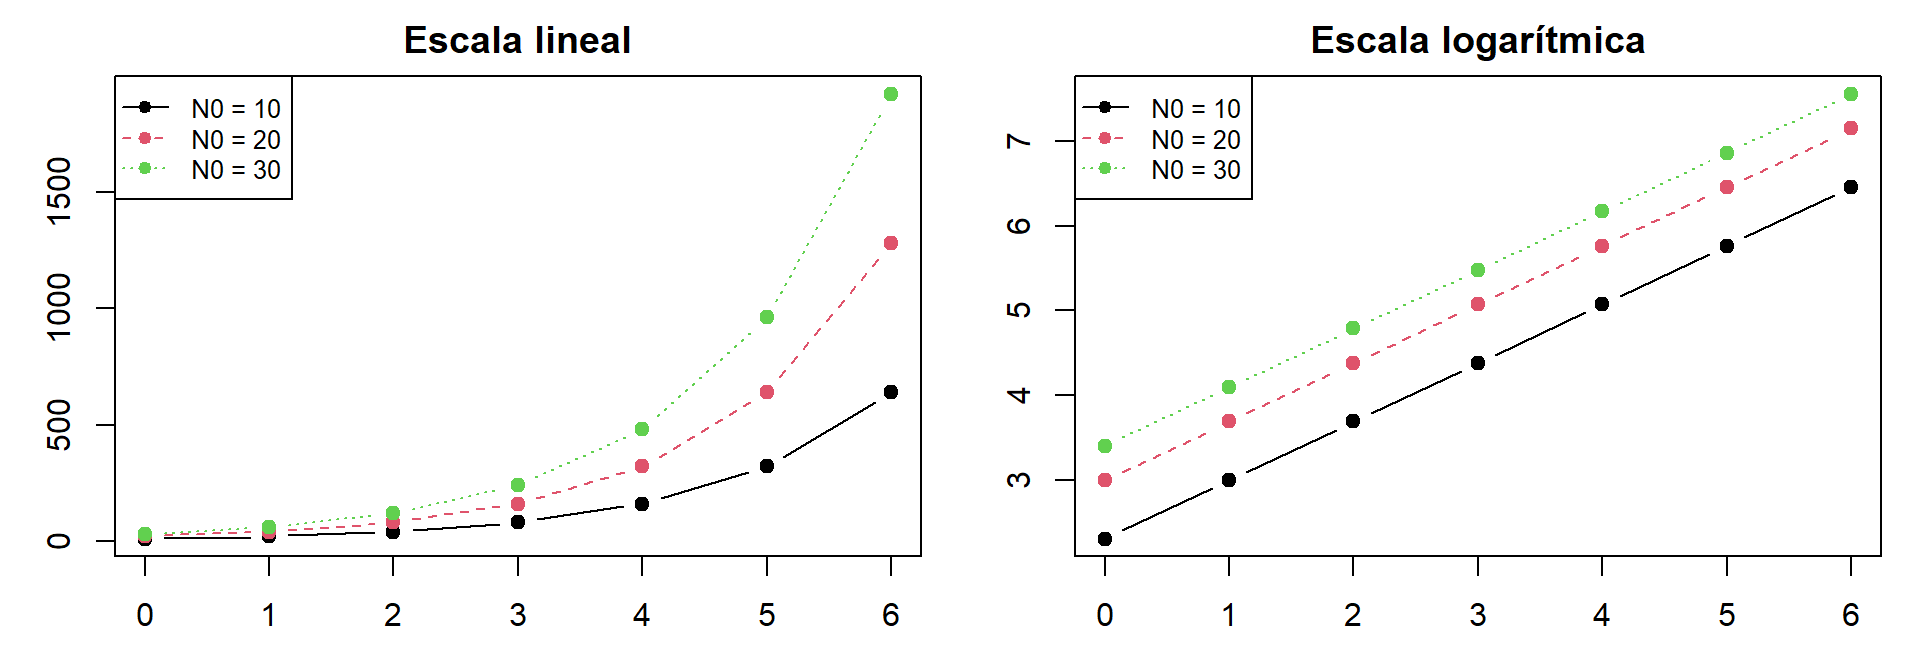 Escala lineal
N0 = 10
N0 = 20
N0 = 30
1500
1000
500
0
0 1 2 3 4 5 6
Escala logarítmica
N0 = 10
N0 = 20
N0 = 30
7
6
5
4
3
0 1 2 3 4 5 6